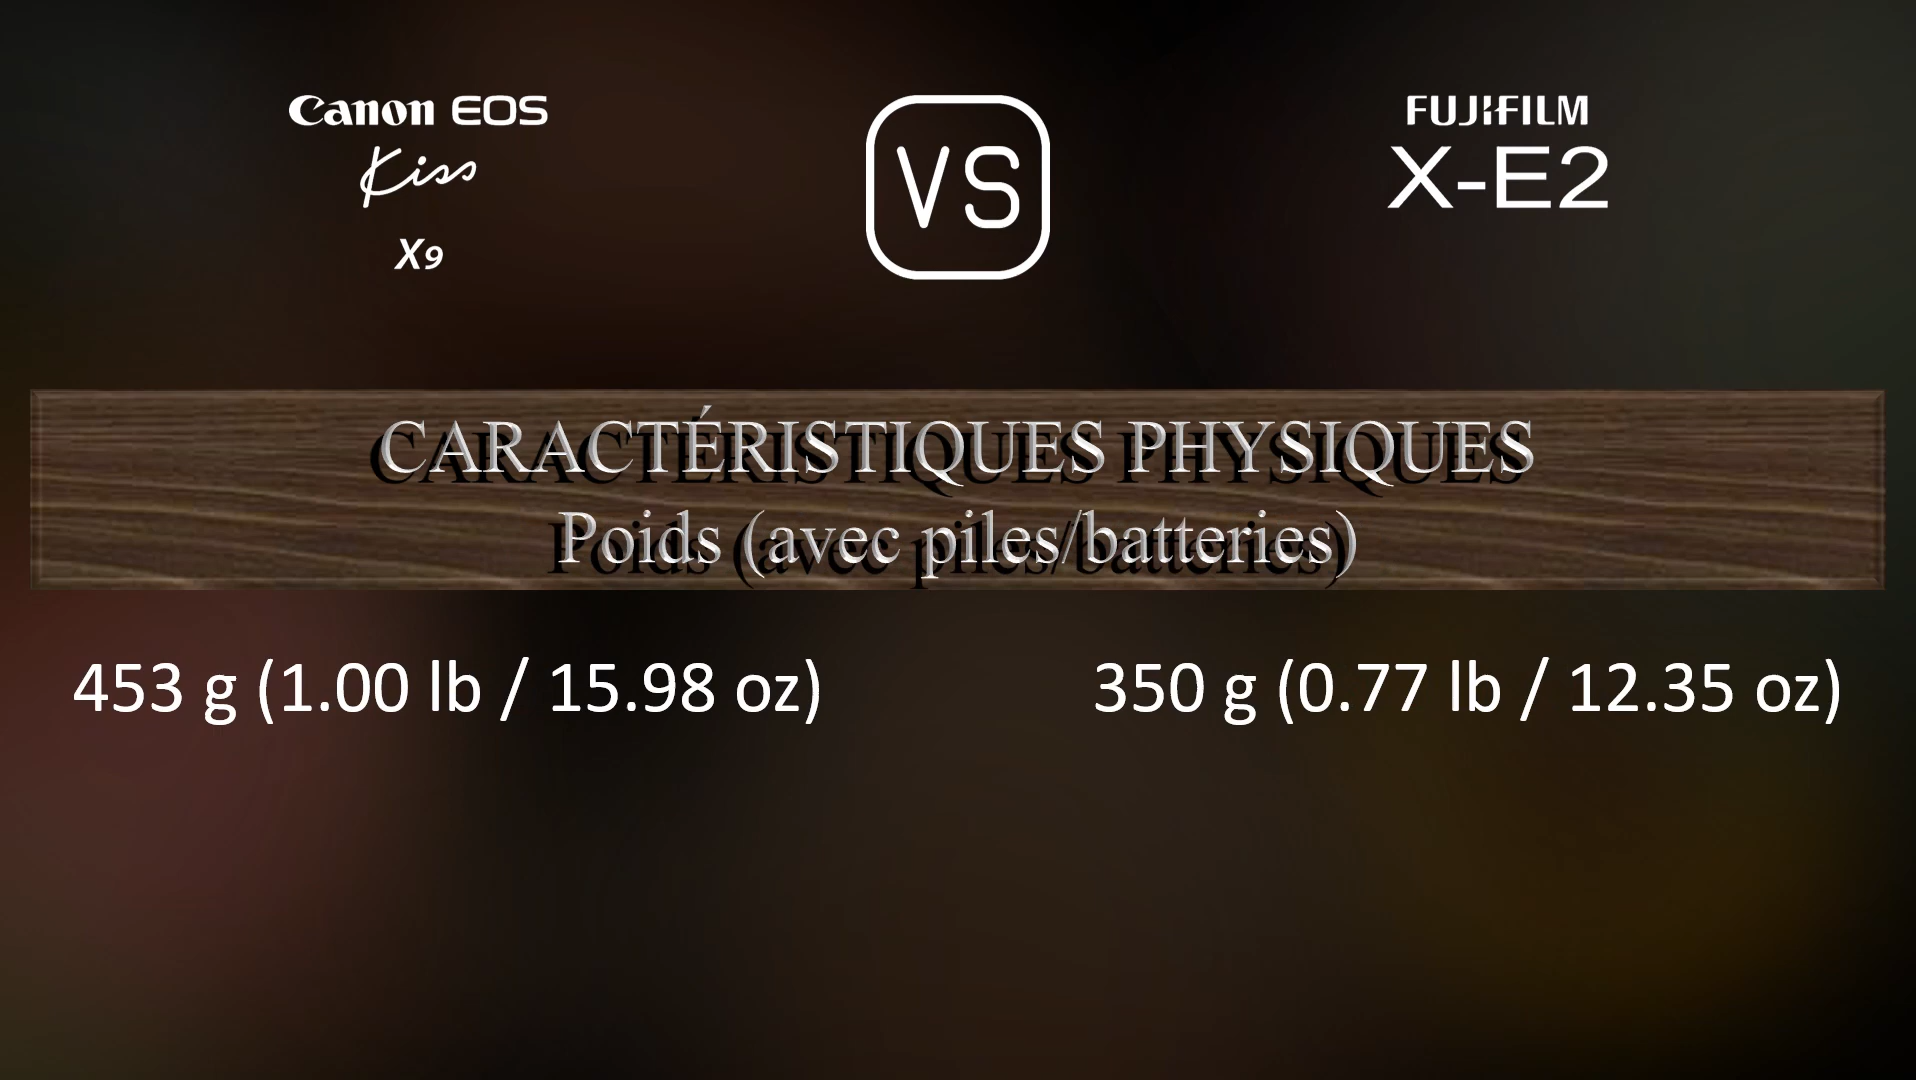 Canon EOS
Kiss
X9
VS
FUJIFILM
X-E2
CARACTÉRISTIQUES PHYSIQUES
Poids (avec piles/batteries)
453 g (1.00 lb / 15.98 oz)
350 g (0.77 lb / 12.35 oz)